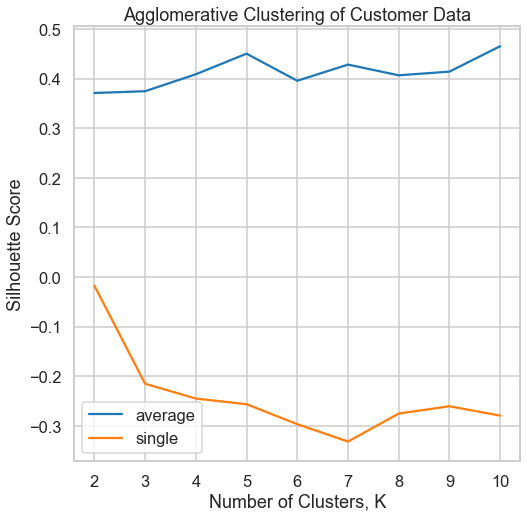 Agglomerative Clustering of Customer Data
Silhouette Score
0.5
0.4
0.3
0.2
0.1
0.0
−0.1
−0.2
−0.3
average
single
2 3 4 5 6 7 8 9 10
Number of Clusters, K